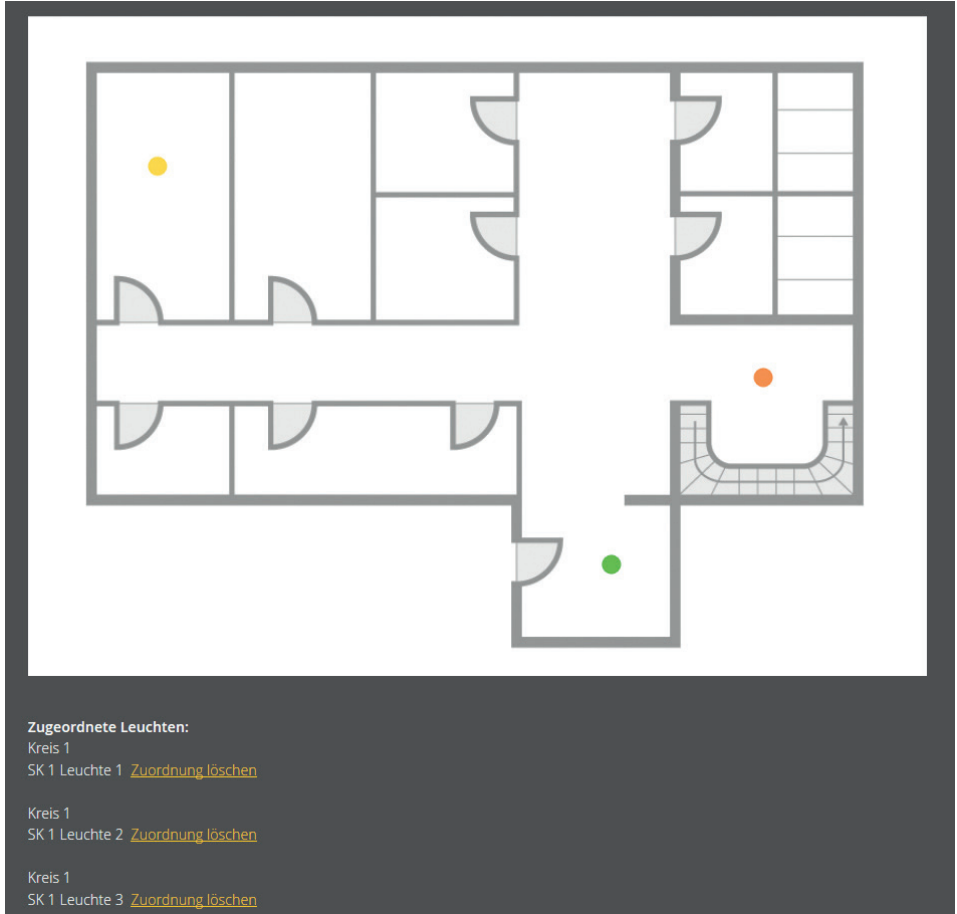 Zugeordnete Leuchten:
Kreis 1
SK 1 Leuchte 1 Zuordnung löschen
Kreis 1
SK 1 Leuchte 2 Zuordnung löschen
Kreis 1
SK 1 Leuchte 3 Zuordnung löschen